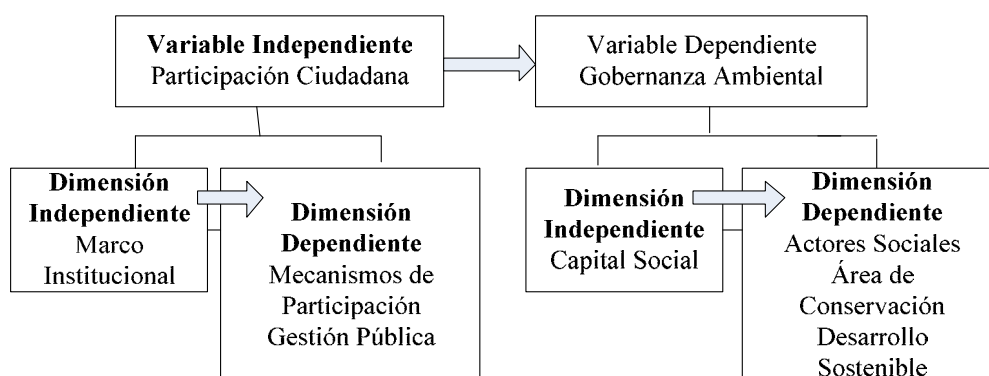 Variable Independiente
Participación Ciudadana
Variable Dependiente
Gobernanza Ambiental
Dimensión
Independiente
Marco
Institucional
Dimensión
Dependiente
Mecanismos de
Participación
Gestión Pública
Dimensión
Independiente
Capital Social
Dimensión
Dependiente
Actores Sociales
Área de
Conservación
Desarrollo
Sostenible